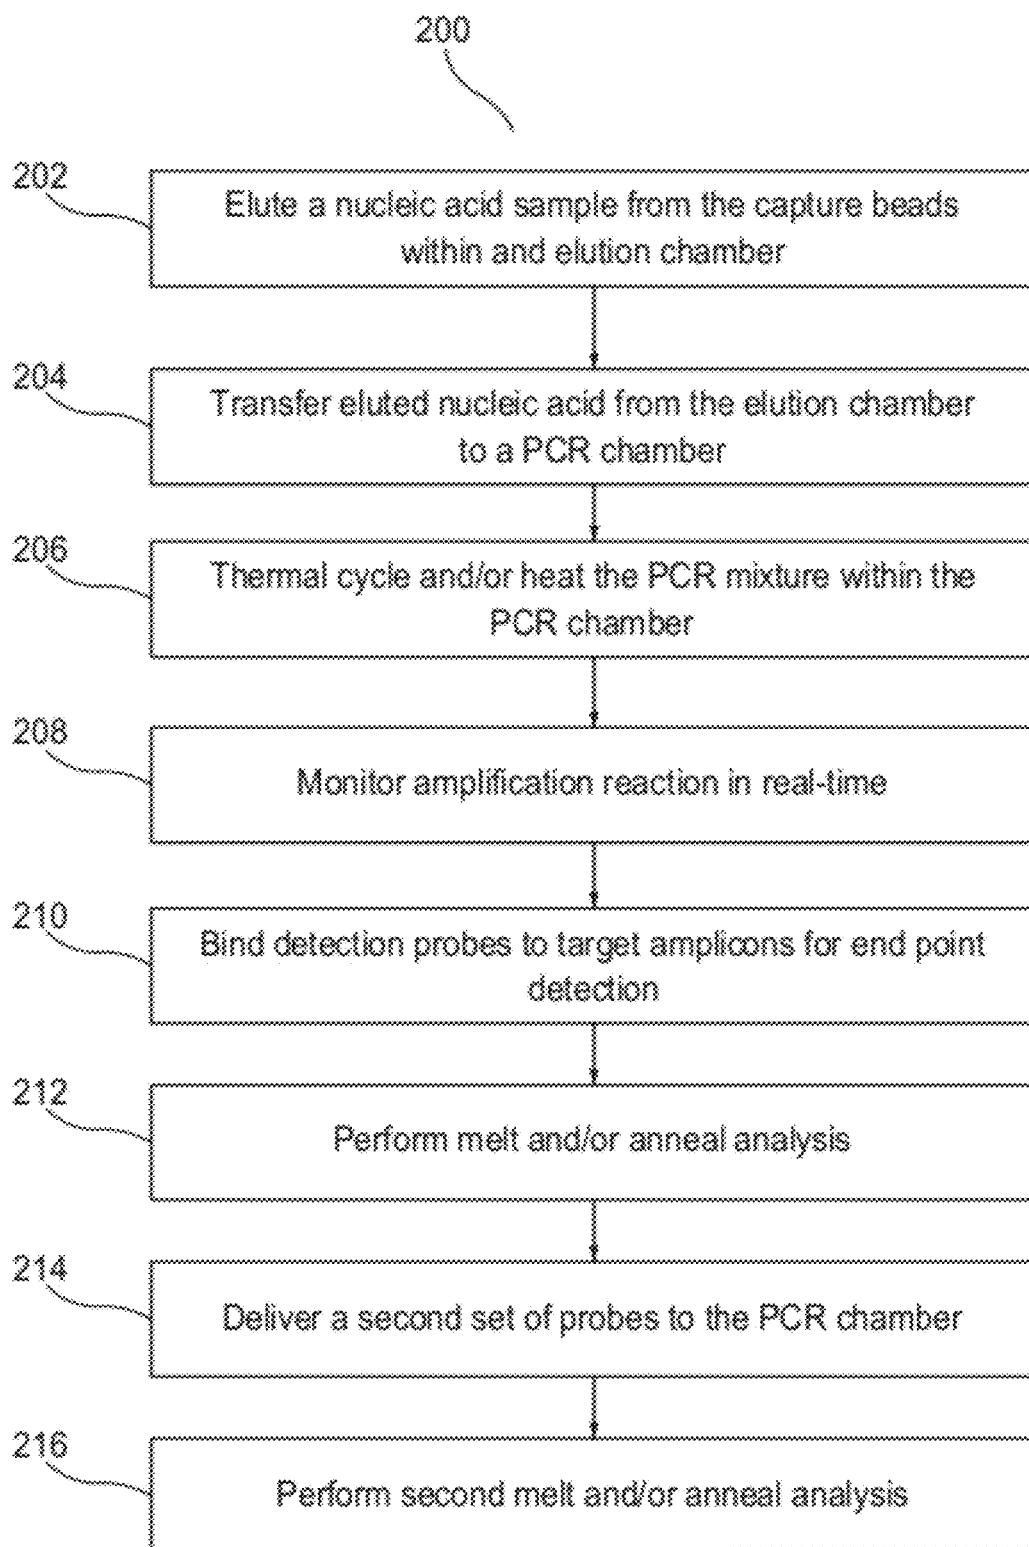 200
202
Elute a nucleic acid sample from the capture beads
within and elution chamber
204
Transfer eluted nucleic acid from the elution chamber
to a PCR chamber
206
Thermal cycle and/or heat the PCR mixture within the
PCR chamber
208
Monitor amplification reaction in real-time
210
Bind detection probes to target amplicons for end point
detection
212
Perform melt and/or anneal analysis
214
Deliver a second set of probes to the PCR chamber
216
Perform second melt and/or anneal analysis